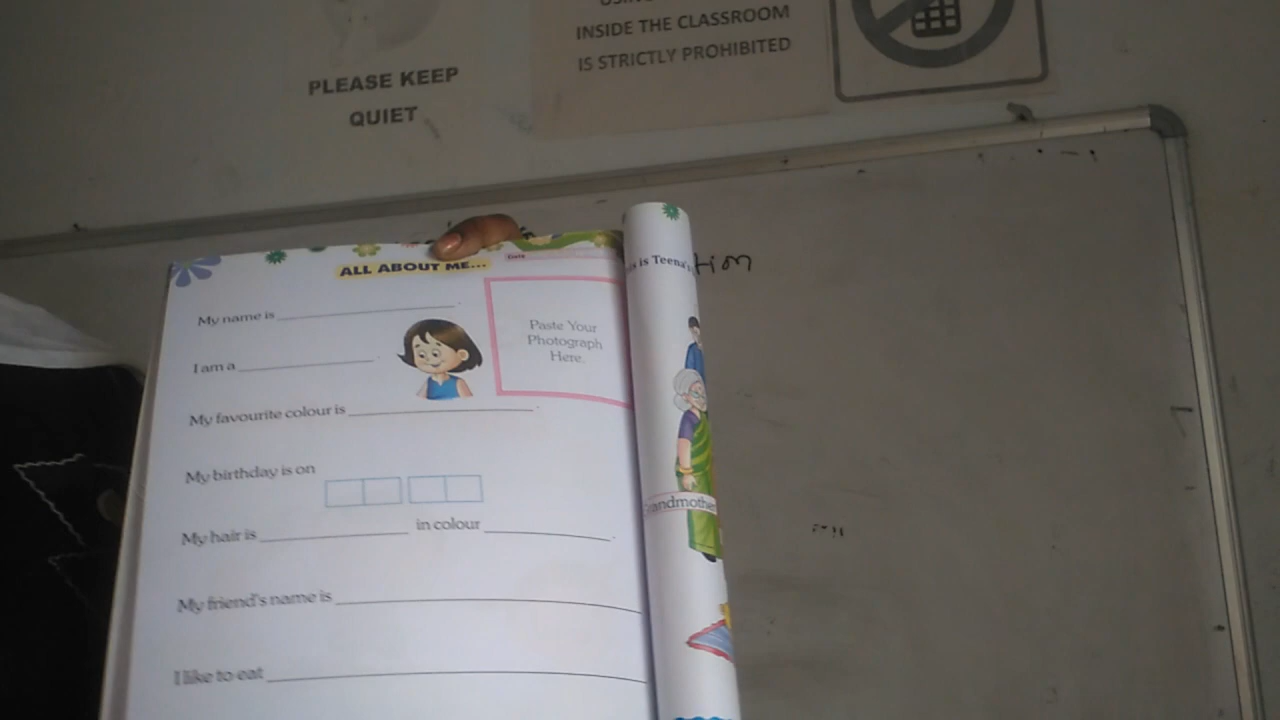 INSIDE THE CLASSROOM
IS STRICTLY PROHIBITED
PLEASE KEEP
QUIET
ALL ABOUT ME...
Date
My name is
I am a
Paste Your
Photograph
Here.
My favourite colour is
My birthday is on
My hair is in colour
My friend's name is
I like to eat
is Teena's